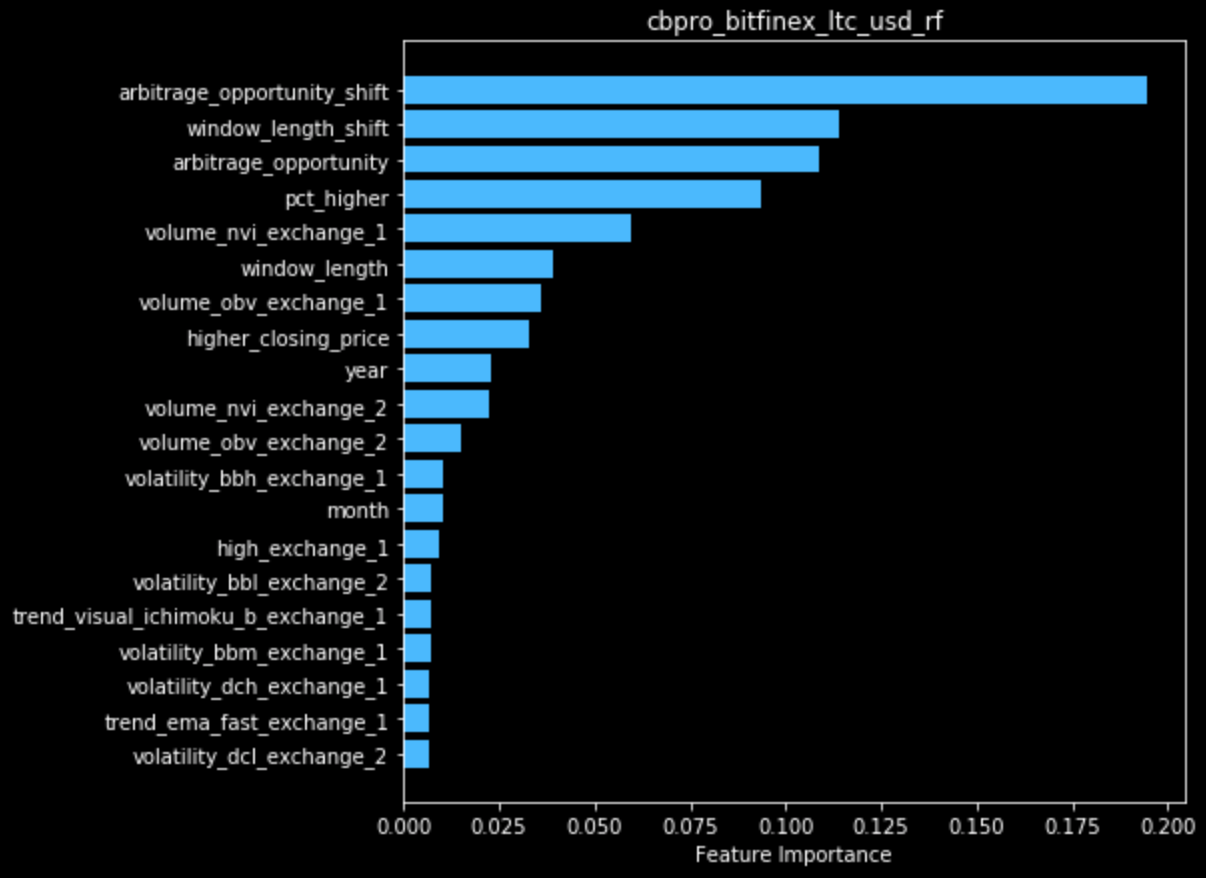 cbpro_bitfinex_ltc_usd_rf
arbitrage_opportunity_shift
window_length_shift
arbitrage_opportunity
pct_higher
volume_nvi_exchange_1
window_length
volume_obv_exchange_1
higher_closing_price
year
volume_nvi_exchange_2
volume_obv_exchange_2
volatility_bbh_exchange_1
month
high_exchange_1
volatility_bbl_exchange_2
trend_visual_ichimoku_b_exchange_1
volatility_bbm_exchange_1
volatility_dch_exchange_1
trend_ema_fast_exchange_1
volatility_dcl_exchange_2
0.000 0.025 0.050 0.075 0.100 0.125 0.150 0.175 0.200
Feature Importance